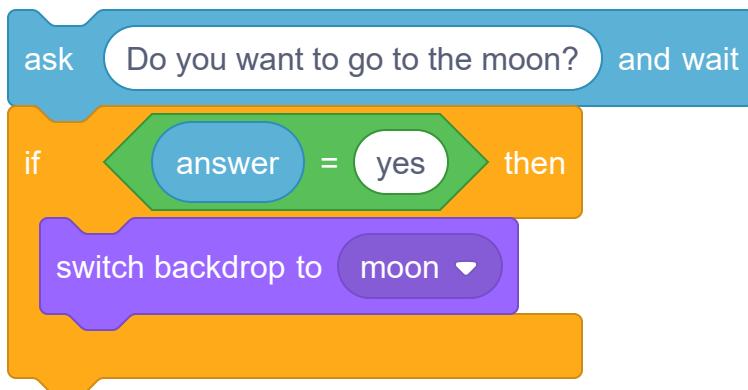 ask Do you want to go to the moon? and wait
if answer = yes then
switch backdrop to moon